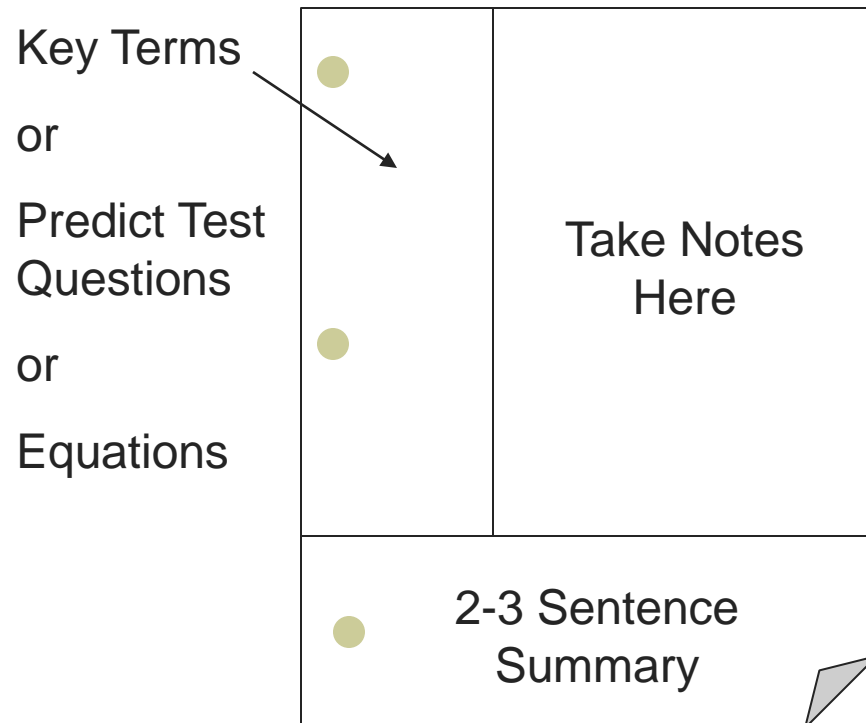 Key Terms
or
Predict Test
Questions
or
Equations
Take Notes
Here
2-3 Sentence
Summary